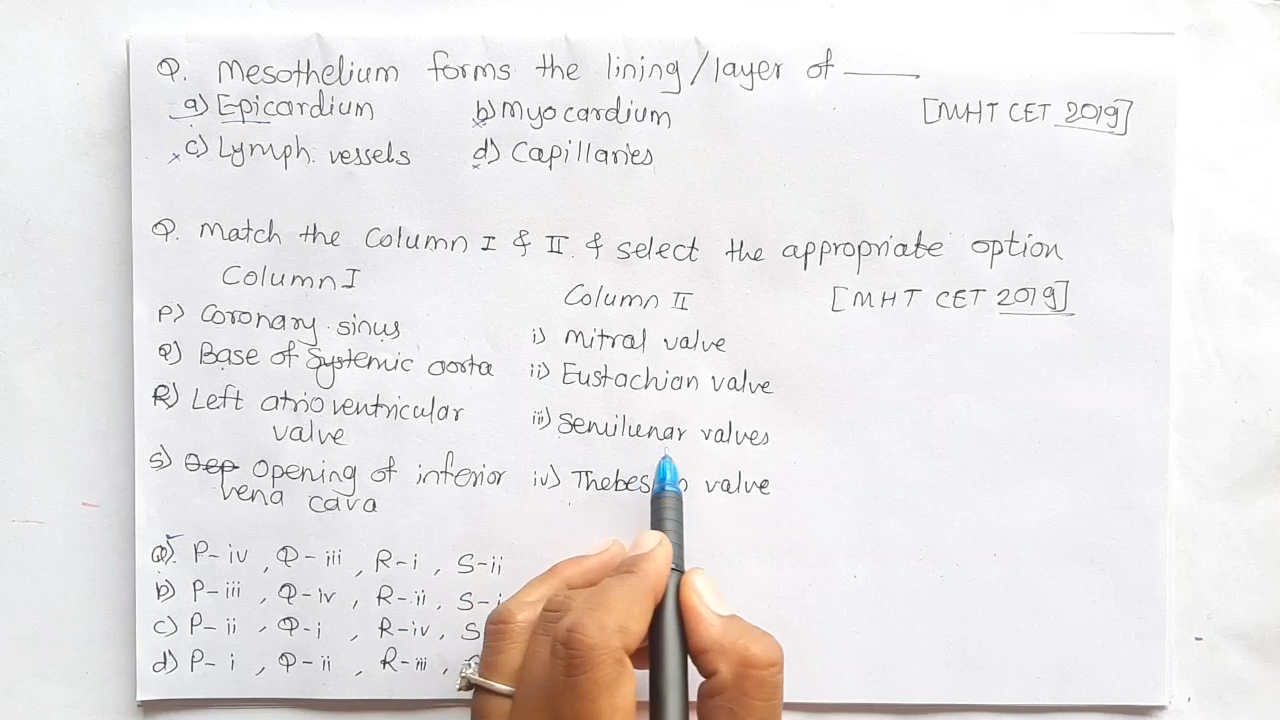 Q. Mesothelium forms the lining/layer of ——
a) Epicardium b) Myocardium [MHT CET 2019]
c) Lymph. vessels d) Capillaries
Q. Match the Column I & II & select the appropriate option
Column I
Column II [MHT CET 2019]
P) Coronary sinus
i) Mitral valve
Q) Base of Systemic aorta
ii) Eustachian valve
R) Left atrioventricular
valve
iii) Semilunar valves
S) Opening of inferior
vena cava
iv) valve
a) P-iv, Q-iii, R-i, S-ii
b) P-iii, Q-iv, R-ii, S-
c) P-ii, Q-i, R-iv, S
d) P-i, Q-ii, R-iii,